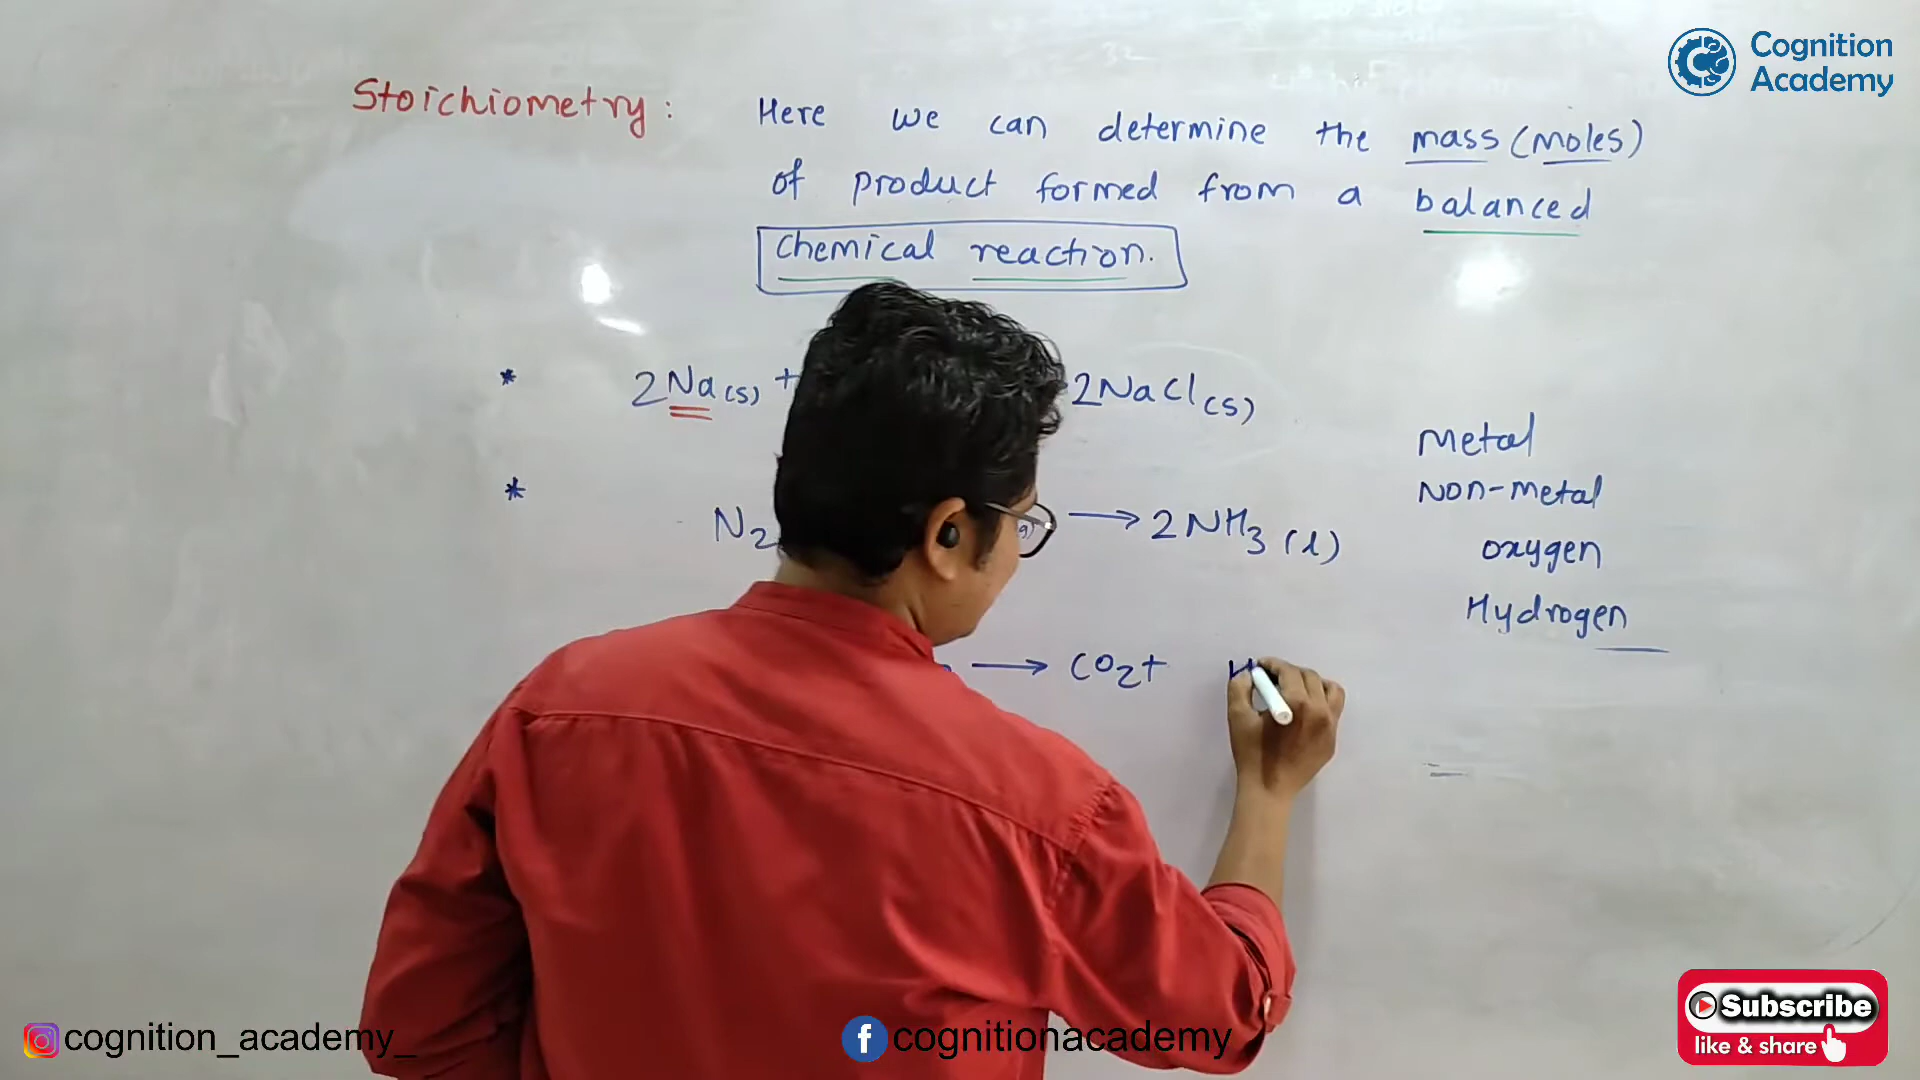 Cognition
Academy
Stoichiometry: Here we can determine the mass (moles)
of product formed from a balanced
Chemical reaction.
* 2Na(s) + 2NaCl(s)
Metal
Non-metal
* N2 (g) → 2NH3 (l)
oxygen
Hydrogen
→ CO2 + H
cognition_academy_
cognitionacademy
Subscribe
like & share